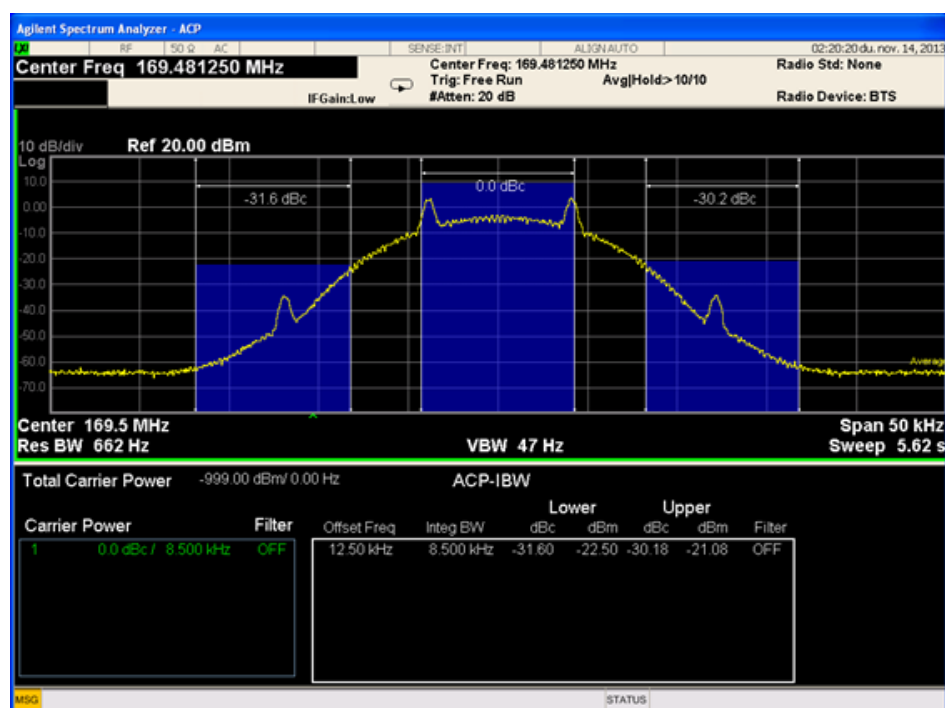 Agilent Spectrum Analyzer - ACP
RF 50 Ω AC SENSE:INT ALIGN AUTO 02:20:20 du. nov. 14, 2013
Center Freq 169.481250 MHz
Center Freq: 169.481250 MHz
Radio Std: None
Trig: Free Run Avg|Hold:> 10/10
IFGain:Low #Atten: 20 dB Radio Device: BTS
10 dB/div Ref 20.00 dBm
Log
10.0
0.00
-10.0
-20.0
-30.0
-40.0
-50.0
-60.0
-70.0
-31.6 dBc
0.0 dBc
-30.2 dBc
Center 169.5 MHz Span 50 kHz
Res BW 662 Hz VBW 47 Hz Sweep 5.62 s
Total Carrier Power -999.00 dBm/ 0.00 Hz ACP-IBW
Lower Upper
Carrier Power Filter Offset Freq Integ BW dBc dBm dBc dBm Filter
1 0.0 dBc / 8.500 kHz OFF 12.50 kHz 8.500 kHz -31.60 -22.50 -30.18 -21.08 OFF
MSG STATUS